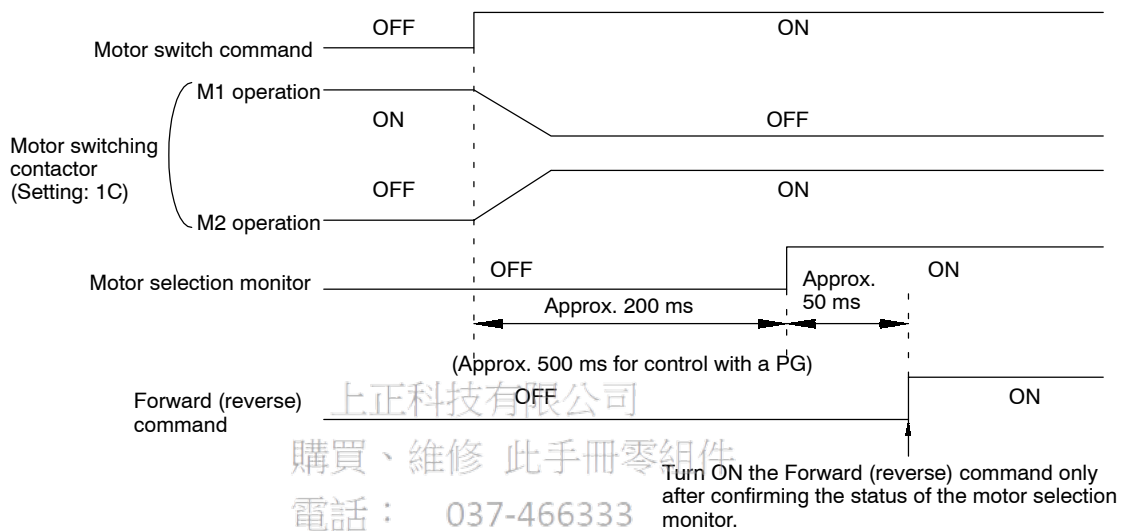 OFF
ON
Motor switch command
M1 operation
ON
OFF
Motor switching
contactor
(Setting: 1C)
OFF
ON
M2 operation
OFF
ON
Motor selection monitor
Approx.
50 ms
Approx. 200 ms
(Approx. 500 ms for control with a PG)
上正科技有限公司
OFF
ON
Forward (reverse)
command
購買、維修 此手冊零組件
Turn ON the Forward (reverse) command only
after confirming the status of the motor selection
monitor.
電話： 037-466333